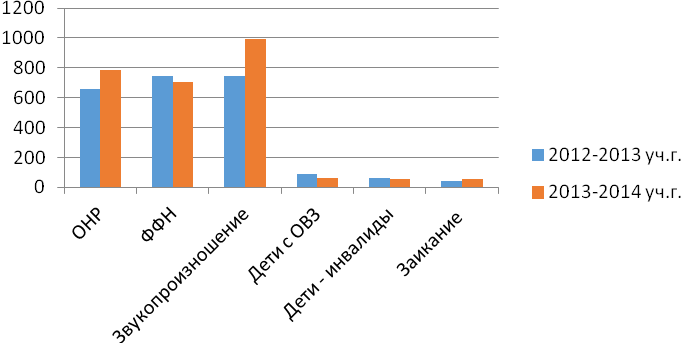 1200
1000
800
600
400
200
0
ОНР
ФФН
Звукопроизношение
Дети с ОВЗ
Дети - инвалиды
Заикание
2012-2013 уч.г.
2013-2014 уч.г.